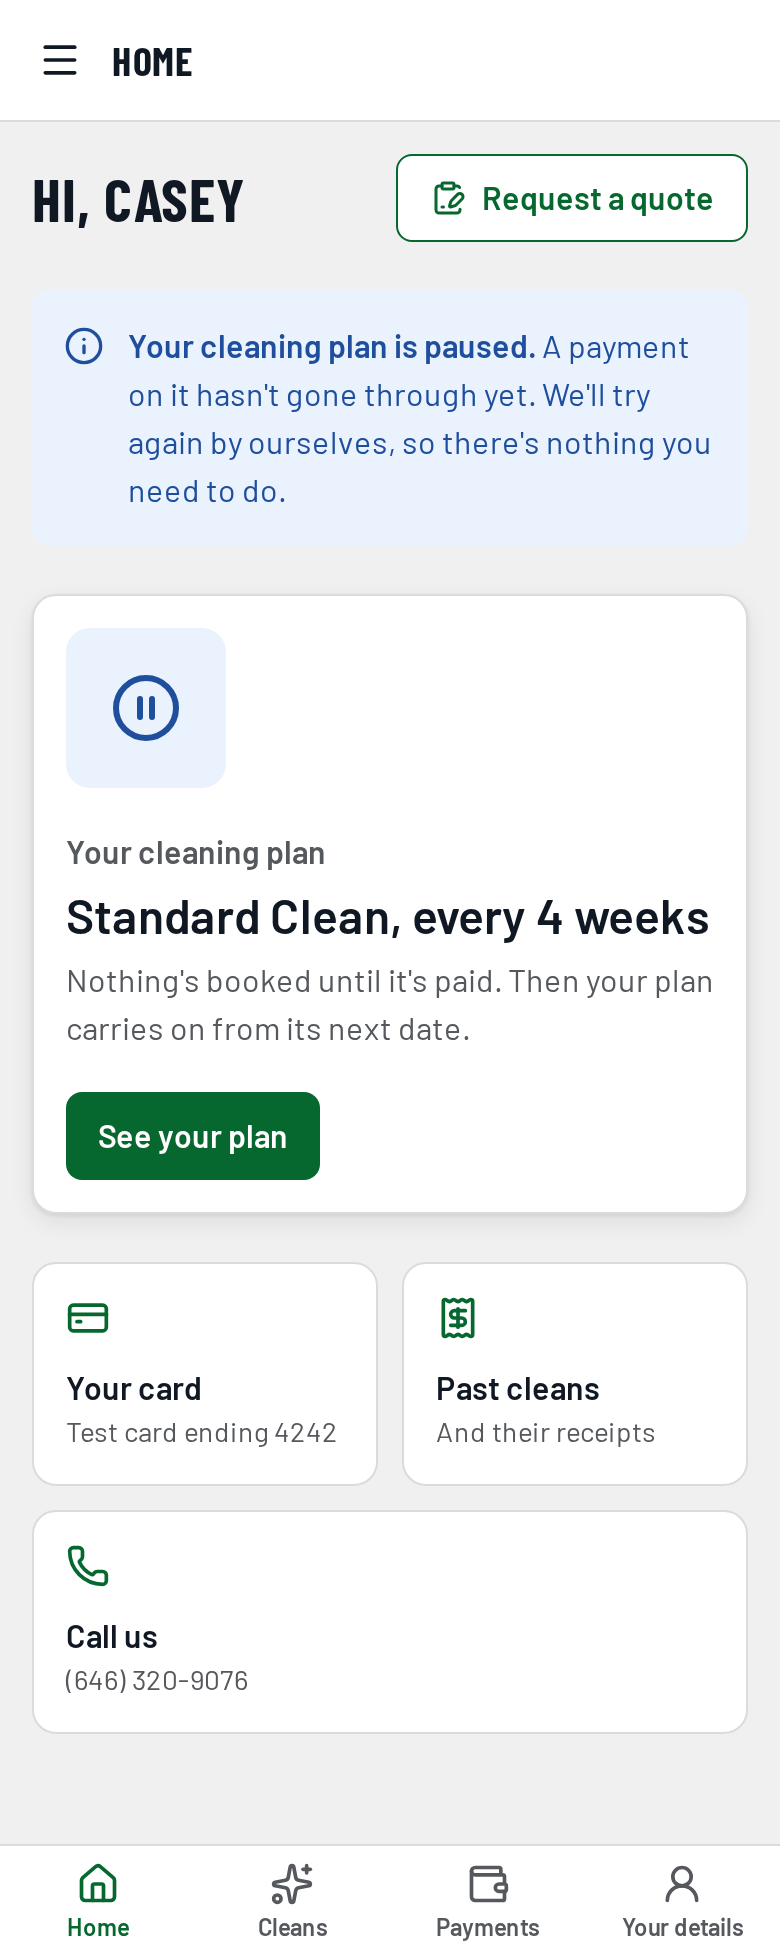 HOME
HI, CASEY
Request a quote
Your cleaning plan is paused. A payment
on it hasn't gone through yet. We'll try
again by ourselves, so there's nothing you
need to do.
Your cleaning plan
Standard Clean, every 4 weeks
Nothing's booked until it's paid. Then your plan
carries on from its next date.
See your plan
Your card
Test card ending 4242
Past cleans
And their receipts
Call us
(646) 320-9076
Home
Cleans
Payments
Your details